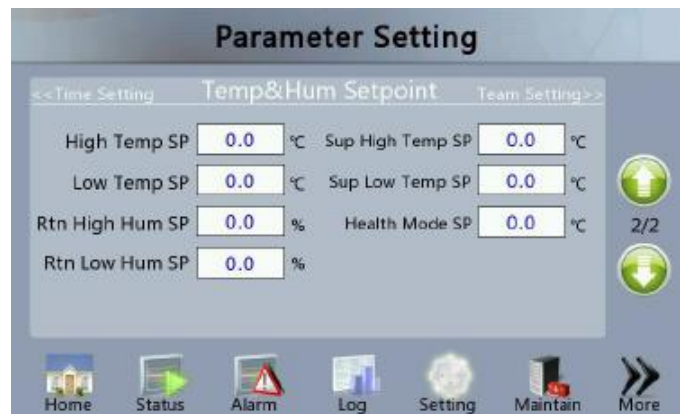 Parameter Setting
<<Time Setting Temp&Hum Setpoint Team Setting>>
High Temp SP 0.0 ℃ Sup High Temp SP 0.0 ℃
Low Temp SP 0.0 ℃ Sup Low Temp SP 0.0 ℃
Rtn High Hum SP 0.0 % Health Mode SP 0.0 ℃
2/2
Rtn Low Hum SP 0.0 %
Home Status Alarm Log Setting Maintain More